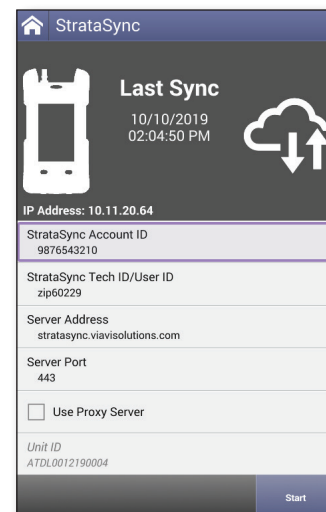 StrataSync
Last Sync
10/10/2019
02:04:50 PM
IP Address: 10.11.20.64
StrataSync Account ID
9876543210
StrataSync Tech ID/User ID
zip60229
Server Address
stratasync.viavisolutions.com
Server Port
443
Use Proxy Server
Unit ID
ATDL0012190004
Start